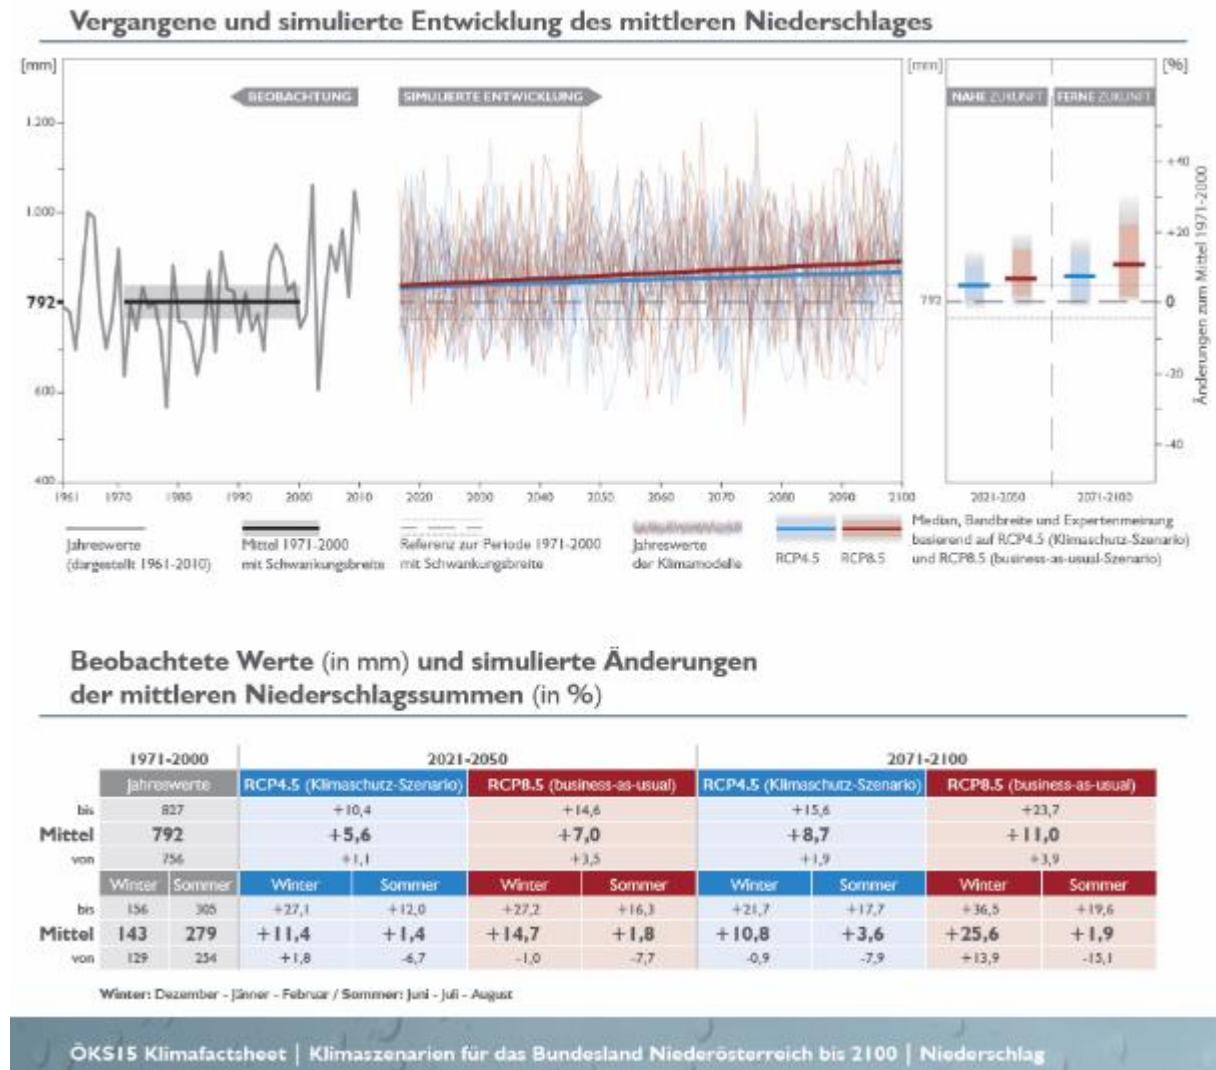 Vergangene und simulierte Entwicklung des mittleren Niederschlages
[mm] [mm] [%]
BEOBACHTUNG SIMULIERTE ENTWICKLUNG NAHE ZUKUNFT FERNE ZUKUNFT
1.200
+40
1.000
+20
792 792 0
600
-20
-40
400
Änderungen zum Mittel 1971-2000
1961 1970 1980 1990 2000 2010 2020 2030 2040 2050 2060 2070 2080 2090 2100 2021-2050 2071-2100
Jahreswerte
(dargestellt 1961-2010)
Mittel 1971-2000
mit Schwankungsbreite
Referenz zur Periode 1971-2000
mit Schwankungsbreite
Jahreswerte
der Klimamodelle
RCP4.5 RCP8.5
Median, Bandbreite und Expertenmeinung
basierend auf RCP4.5 (Klimaschutz-Szenario)
und RCP8.5 (business-as-usual-Szenario)
Beobachtete Werte (in mm) und simulierte Änderungen
der mittleren Niederschlagssummen (in %)
1971-2000 2021-2050 2071-2100
Jahreswerte RCP4.5 (Klimaschutz-Szenario) RCP8.5 (business-as-usual) RCP4.5 (Klimaschutz-Szenario) RCP8.5 (business-as-usual)
bis 827 +10,4 +14,6 +15,6 +23,7
Mittel 792 +5,6 +7,0 +8,7 +11,0
von 756 +1,1 +3,5 +1,9 +3,9
Winter Sommer Winter Sommer Winter Sommer Winter Sommer Winter Sommer
bis 156 305 +27,1 +12,0 +27,2 +16,3 +21,7 +17,7 +36,5 +19,6
Mittel 143 279 +11,4 +1,4 +14,7 +1,8 +10,8 +3,6 +25,6 +1,9
von 129 254 +1,8 -6,7 -1,0 -7,7 -0,9 -7,9 +13,9 -15,1
Winter: Dezember - Jänner - Februar / Sommer: Juni - Juli - August
ÖKS15 Klimafactsheet | Klimaszenarien für das Bundesland Niederösterreich bis 2100 | Niederschlag